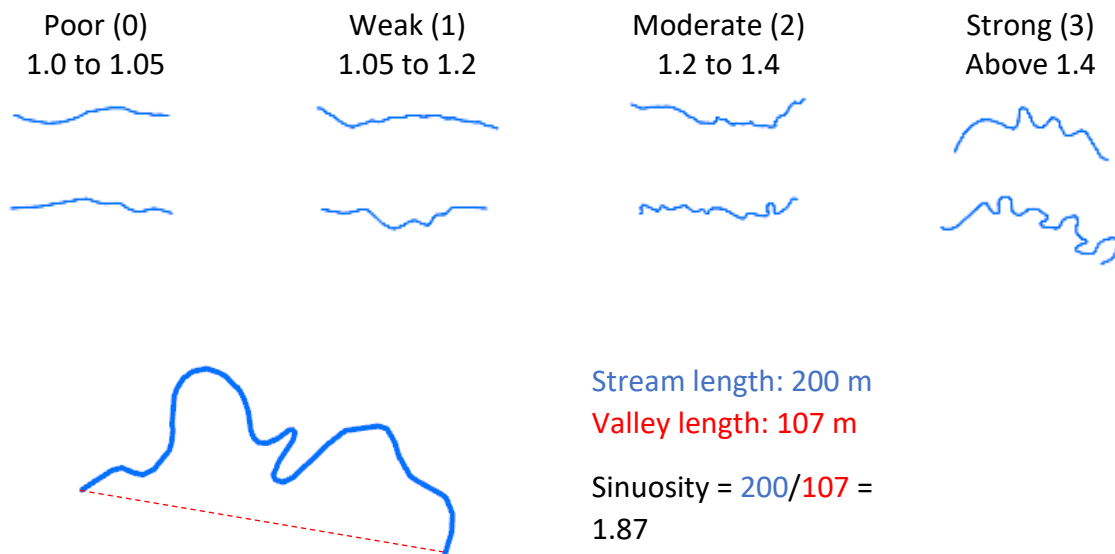 Poor (0)
1.0 to 1.05
Weak (1)
1.05 to 1.2
Moderate (2)
1.2 to 1.4
Strong (3)
Above 1.4
Stream length: 200 m
Valley length: 107 m
Sinuosity = 200/107 =
1.87